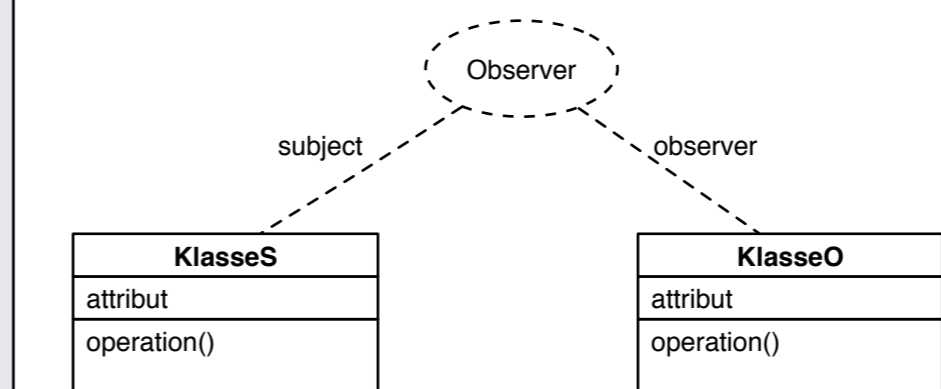 Observer
subject
observer
KlasseS
attribut
operation()
KlasseO
attribut
operation()